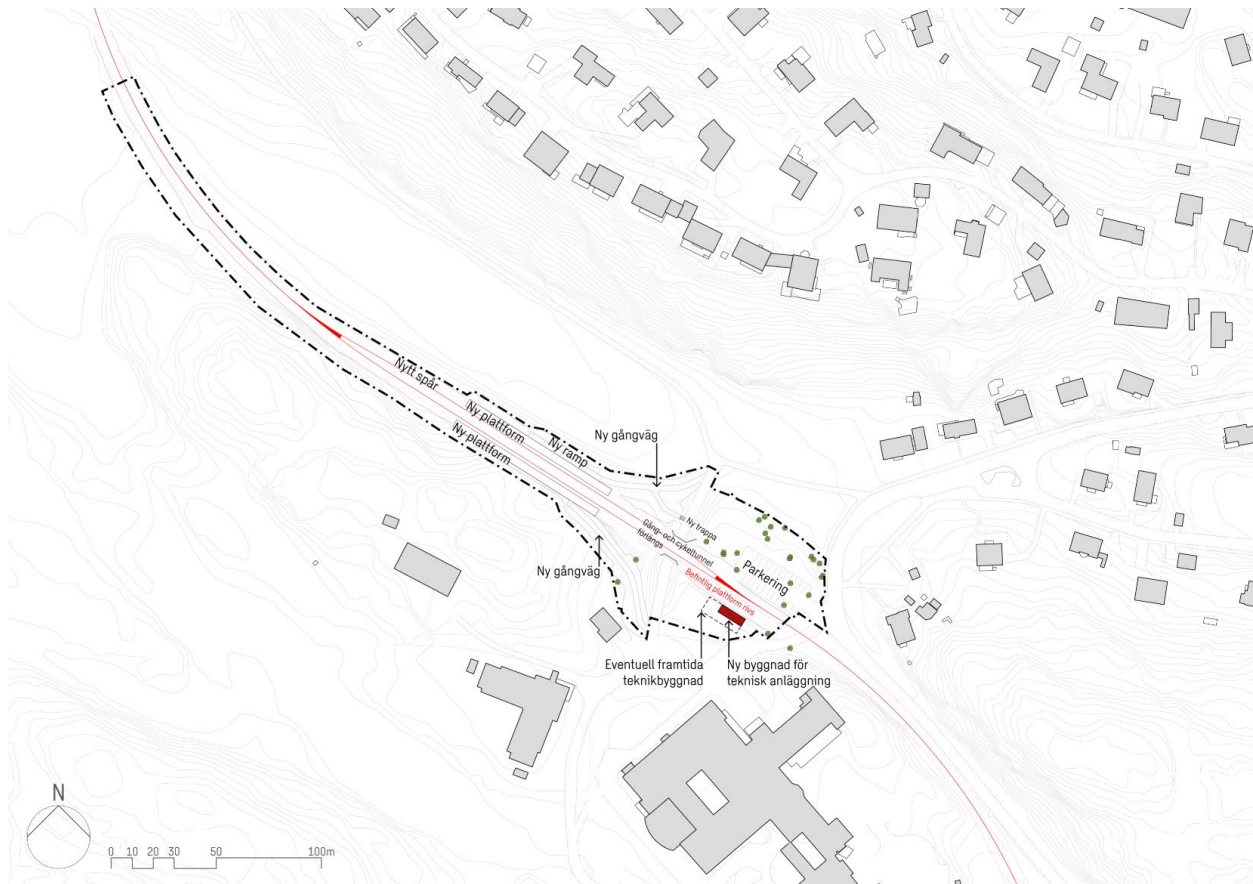 Nytt spår
Ny plattform
Ny plattform
Ny ramp
Ny gångväg
Ny trappa
Gång- och cykeltunnel
förlängs
Parkering
Ny gångväg
Befintlig plattform rivs
Eventuell framtida
teknikbyggnad
Ny byggnad för
teknisk anläggning
N
0 10 20 30 50 100m